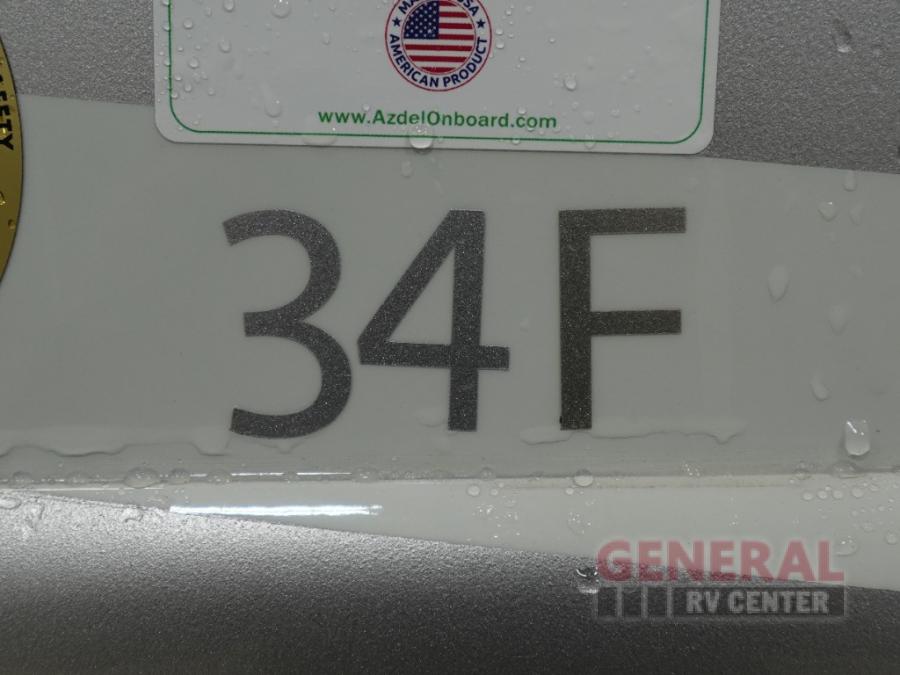 AMERICAN PRODUCT
www.AzdelOnboard.com
34F
GENERAL
RV CENTER